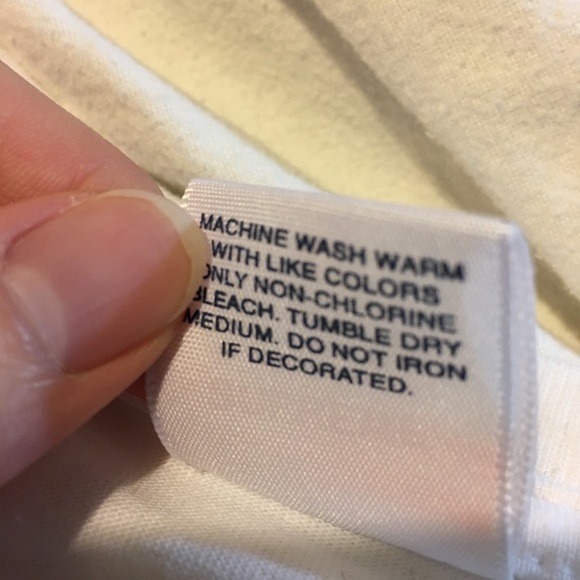 MACHINE WASH WARM
WITH LIKE COLORS
ONLY NON-CHLORINE
BLEACH. TUMBLE DRY
MEDIUM. DO NOT IRON
IF DECORATED.